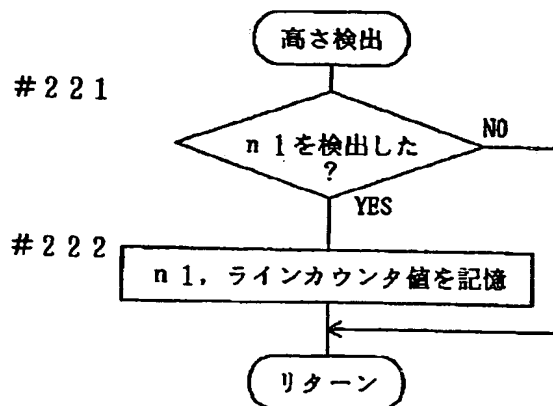 高さ検出
#221
n1を検出した
?
NO
YES
#222
n1, ラインカウンタ値を記憶
リターン